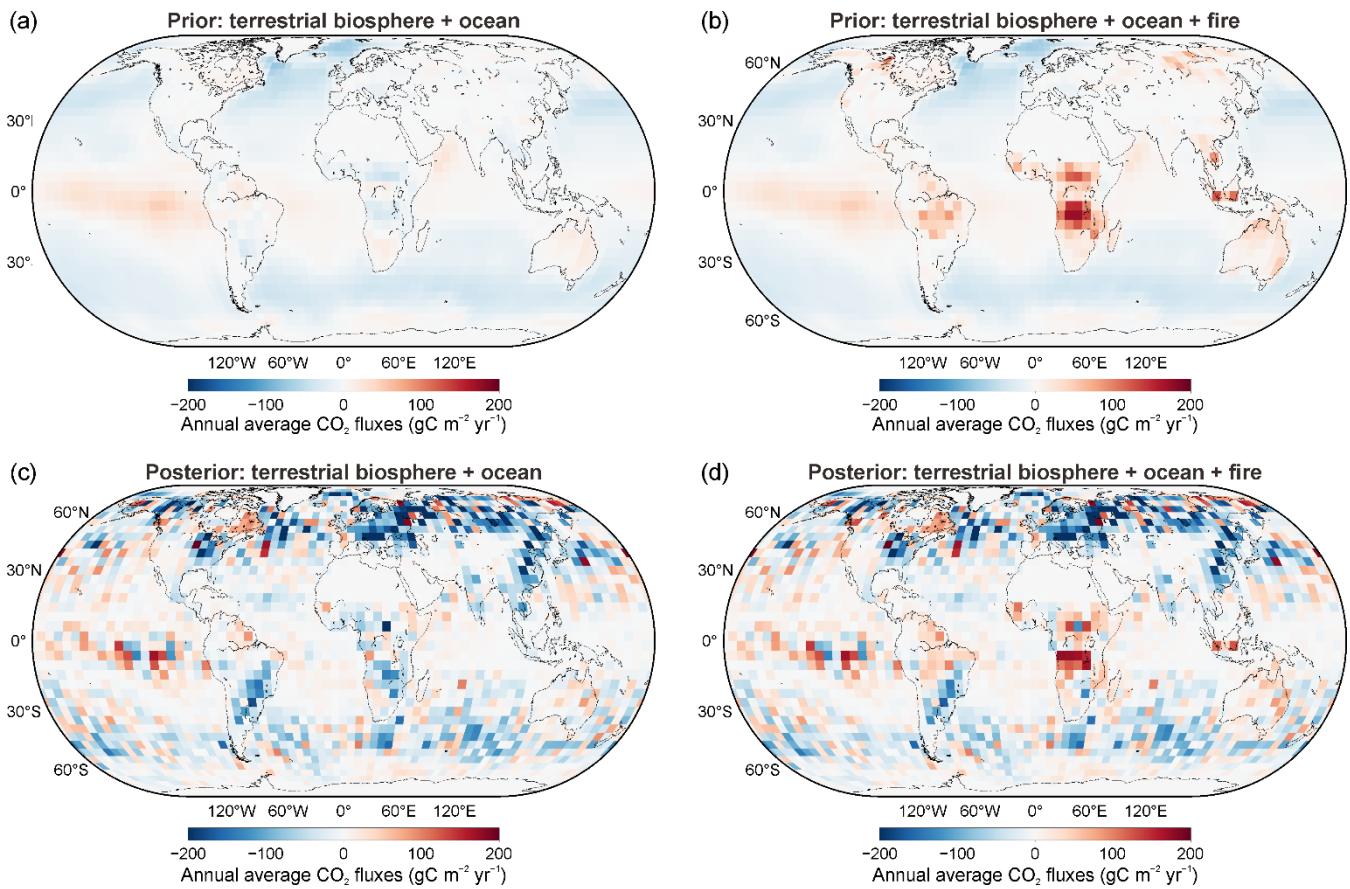 (a) Prior: terrestrial biosphere + ocean
30°
0°
30°
120°W 60°W 0° 60°E 120°E
−200 −100 0 100 200
Annual average CO₂ fluxes (gC m⁻² yr⁻¹)
(b) Prior: terrestrial biosphere + ocean + fire
60°N
30°N
0°
30°S
60°S
120°W 60°W 0° 60°E 120°E
−200 −100 0 100 200
Annual average CO₂ fluxes (gC m⁻² yr⁻¹)
(c) Posterior: terrestrial biosphere + ocean
60°N
30°N
0°
30°S
60°S
120°W 60°W 0° 60°E 120°E
−200 −100 0 100 200
Annual average CO₂ fluxes (gC m⁻² yr⁻¹)
(d) Posterior: terrestrial biosphere + ocean + fire
60°N
30°N
0°
30°S
60°S
120°W 60°W 0° 60°E 120°E
−200 −100 0 100 200
Annual average CO₂ fluxes (gC m⁻² yr⁻¹)